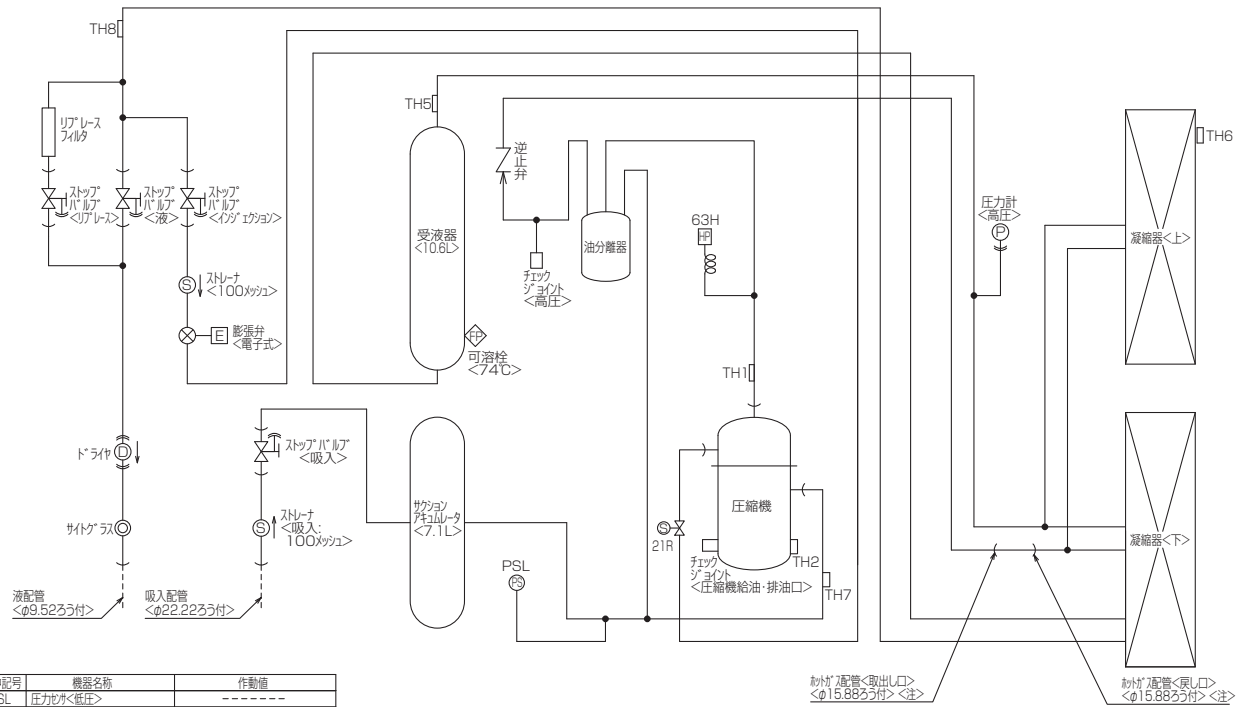 TH8
リプレース
フィルタ
ストップ
バルブ
<リプレース>
ストップ
バルブ
<液>
ストップ
バルブ
<インジェクション>
S
ストレーナ
<100メッシュ>
E
膨張弁
<電子式>
D
ドライヤ
サイトグラス
液配管
<φ9.52ろう付>
ストップバルブ
<吸入>
S
ストレーナ
<吸入:
100メッシュ>
吸入配管
<φ22.22ろう付>
TH5
受液器
<10.6L>
FP
可溶栓
<74℃>
サクション
アキュムレータ
<7.1L>
逆止弁
チェック
ジョイント
<高圧>
油分離器
63H
HP
TH1
圧縮機
S
21R
チェック
ジョイント
<圧縮機給油・排油口>
TH2
TH7
PSL
PS
圧力計
<高圧>
P
TH6
凝縮器<上>
凝縮器<下>
ホットガス配管<取出し口>
<φ15.88ろう付> <注>
ホットガス配管<戻し口>
<φ15.88ろう付> <注>
記号 機器名称 作動値
SL 圧力センサ<低圧> -------